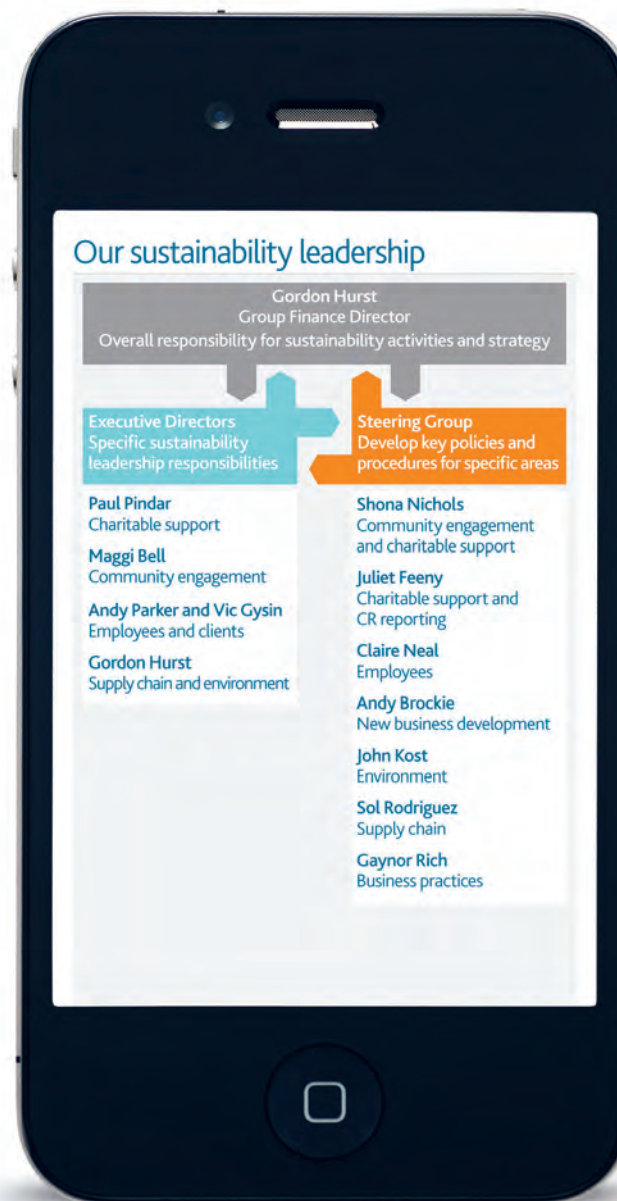 Our sustainability leadership
Gordon Hurst
Group Finance Director
Overall responsibility for sustainability activities and strategy
Executive Directors
Specific sustainability
leadership responsibilities
Paul Pindar
Charitable support
Maggi Bell
Community engagement
Andy Parker and Vic Gysin
Employees and clients
Gordon Hurst
Supply chain and environment
Steering Group
Develop key policies and
procedures for specific areas
Shona Nichols
Community engagement
and charitable support
Juliet Feeny
Charitable support and
CR reporting
Claire Neal
Employees
Andy Brockie
New business development
John Kost
Environment
Sol Rodriguez
Supply chain
Gaynor Rich
Business practices